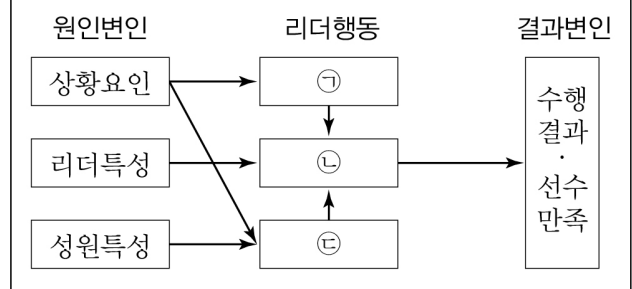 원인변인 리더행동 결과변인
상황요인 ㉠
리더특성 ㉡
성원특성 ㉢
수행
결과
·
선수
만족